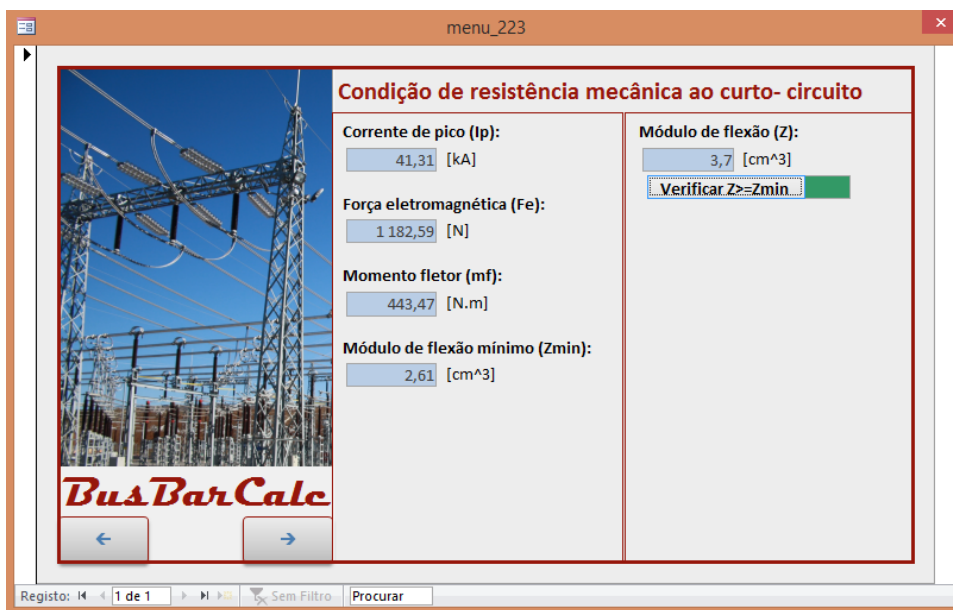 menu_223
Condição de resistência mecânica ao curto- circuito
Corrente de pico (Ip):
41,31 [kA]
Força eletromagnética (Fe):
1 182,59 [N]
Momento fletor (mf):
443,47 [N.m]
Módulo de flexão mínimo (Zmin):
2,61 [cm^3]
Módulo de flexão (Z):
3,7 [cm^3]
Verificar Z>=Zmin
BusBarCalc
Registo: 1 de 1 Sem Filtro Procurar